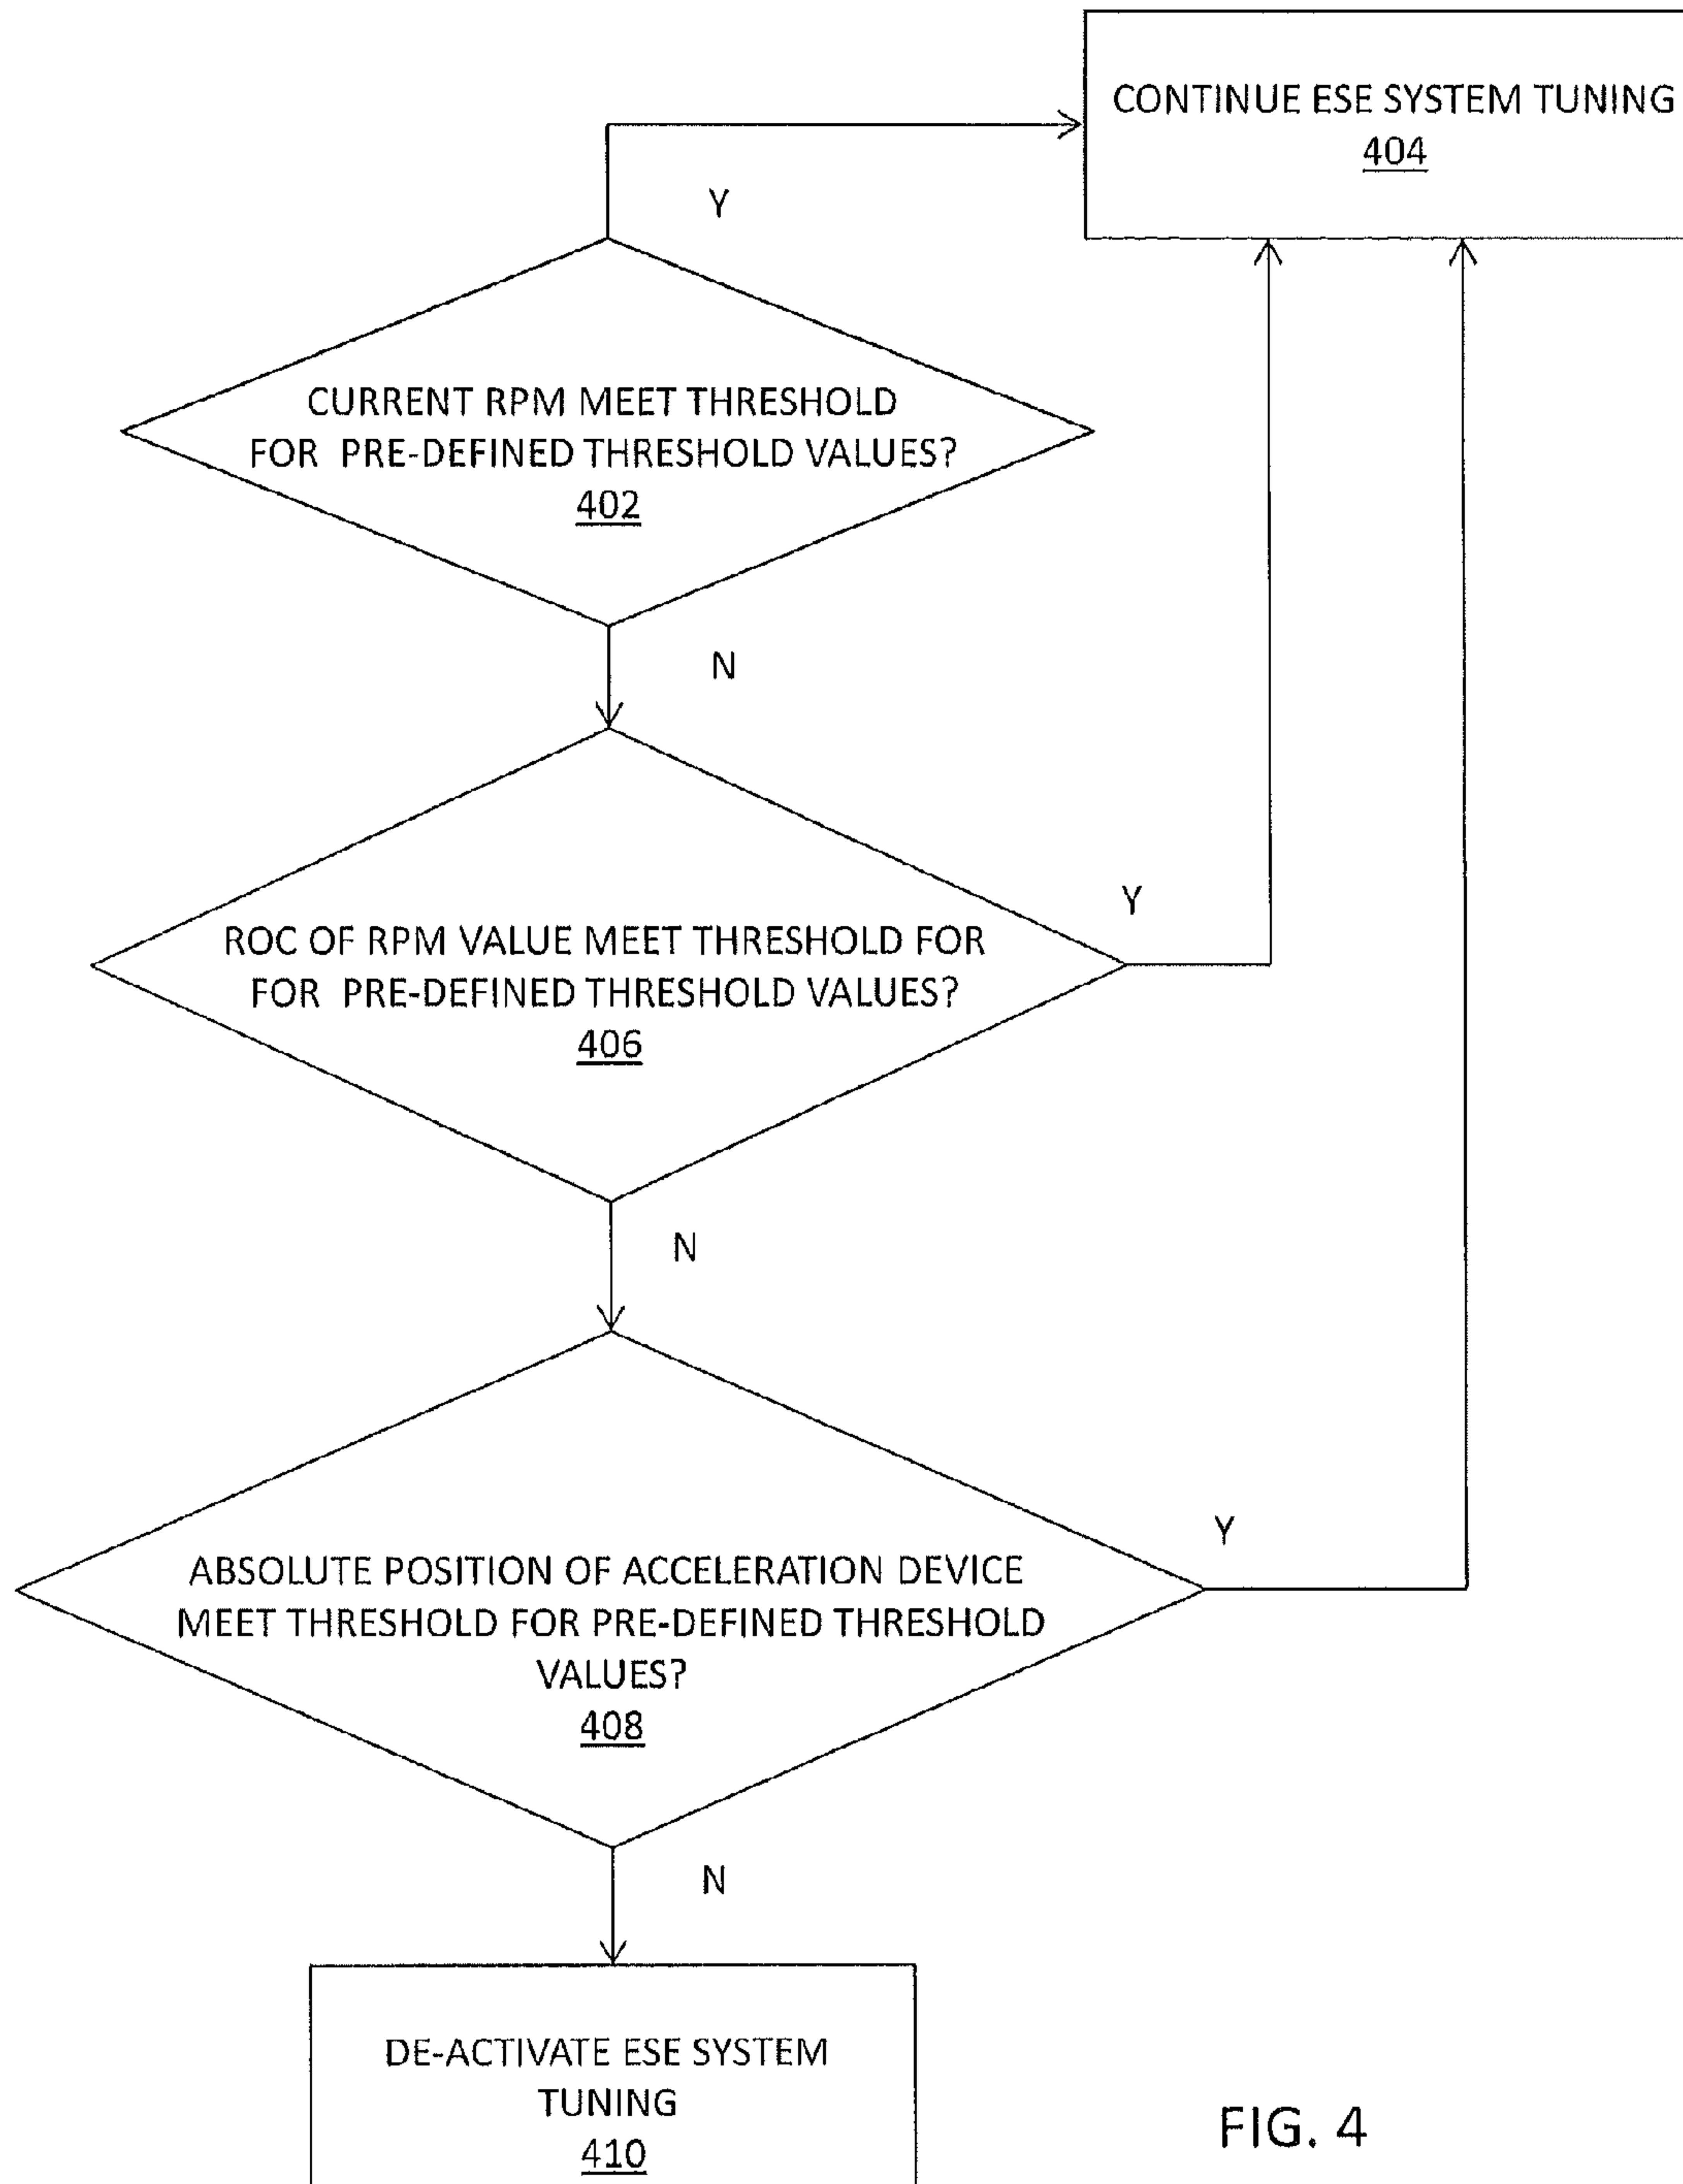 CONTINUE ESE SYSTEM TUNING
404
Y
CURRENT RPM MEET THRESHOLD
FOR PRE-DEFINED THRESHOLD VALUES?
402
N
Y
ROC OF RPM VALUE MEET THRESHOLD FOR
FOR PRE-DEFINED THRESHOLD VALUES?
406
N
Y
ABSOLUTE POSITION OF ACCELERATION DEVICE
MEET THRESHOLD FOR PRE-DEFINED THRESHOLD
VALUES?
408
N
DE-ACTIVATE ESE SYSTEM
TUNING
410
FIG. 4